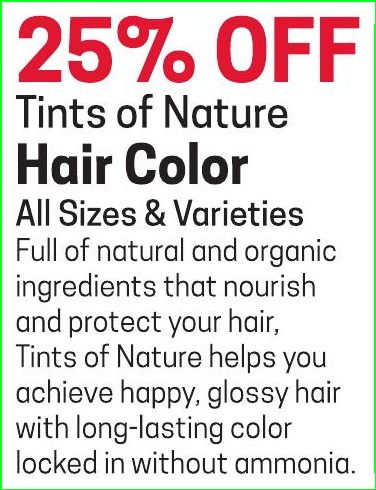 25% OFF
Tints of Nature
Hair Color
All Sizes & Varieties
Full of natural and organic
ingredients that nourish
and protect your hair,
Tints of Nature helps you
achieve happy, glossy hair
with long-lasting color
locked in without ammonia.